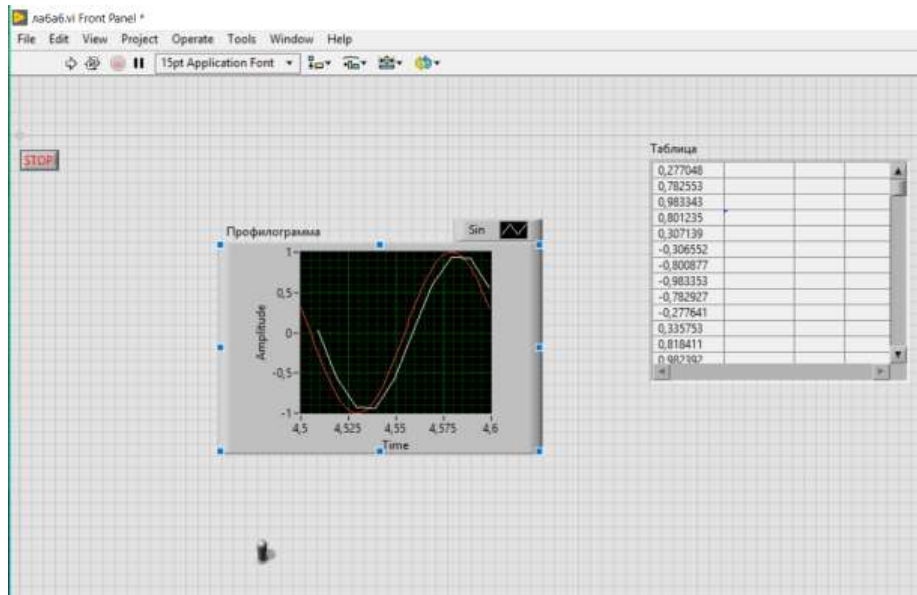 лаба6.vi Front Panel *
File Edit View Project Operate Tools Window Help
15pt Application Font
STOP
Таблица
0,277048
0,782553
0,983343
0,801235
0,307139
-0,306552
-0,800877
-0,983353
-0,782927
-0,277641
0,335753
0,818411
0,982392
Профилограмма
Sin
1
0,5
0
-0,5
-1
Amplitude
4,5 4,525 4,55 4,575 4,6
Time